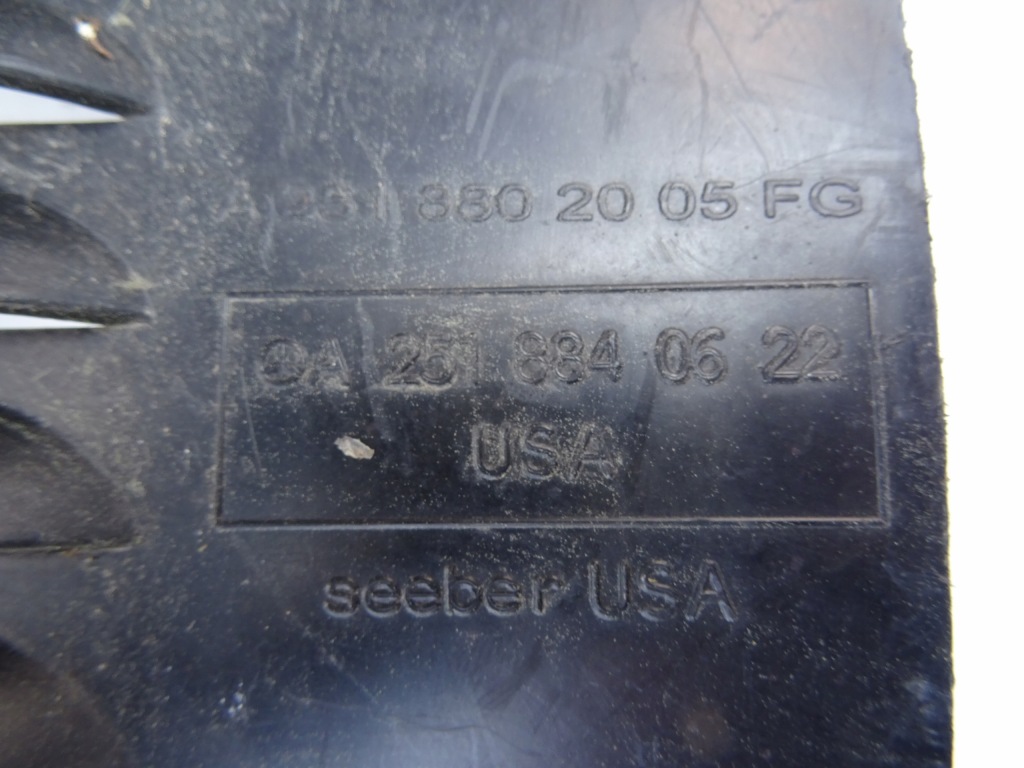 251 880 20 05 FG
A 251 884 06 22
USA
seeber USA